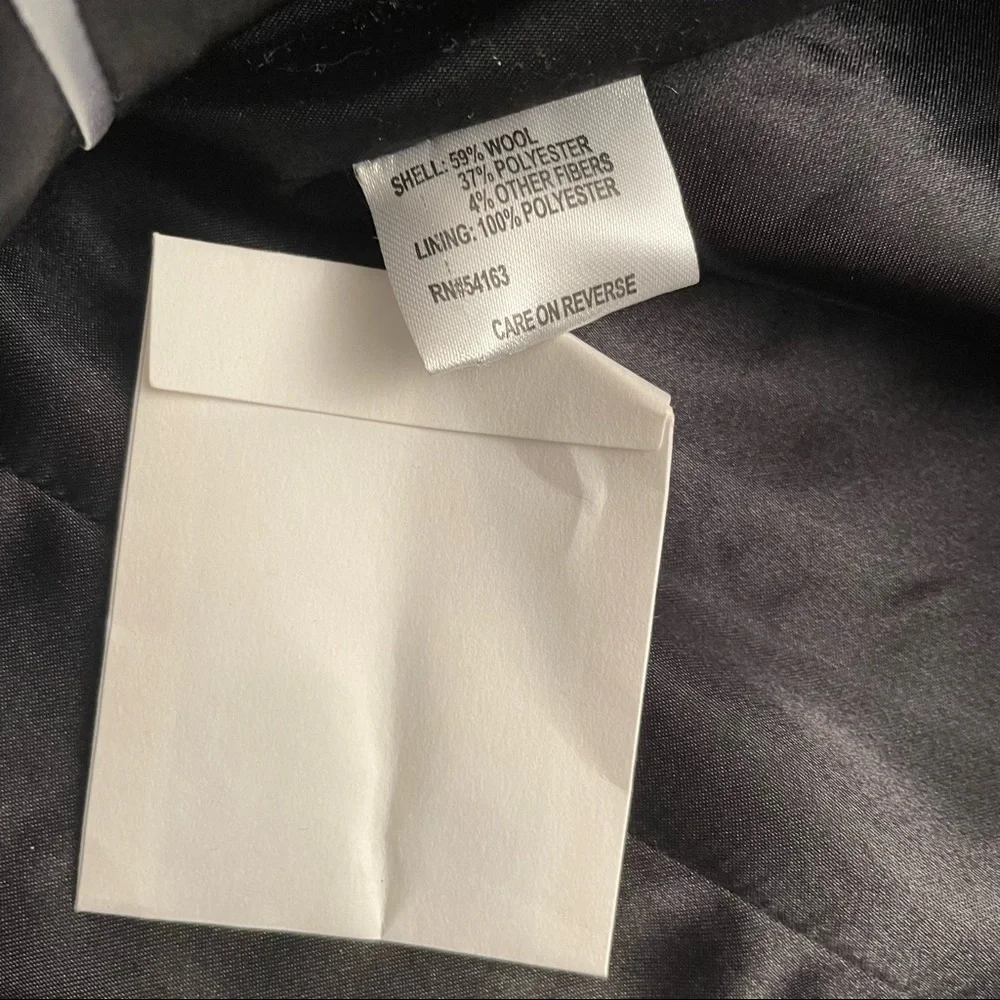 SHELL: 59% WOOL
37% POLYESTER
4% OTHER FIBERS
LINING: 100% POLYESTER
RN#54163
CARE ON REVERSE